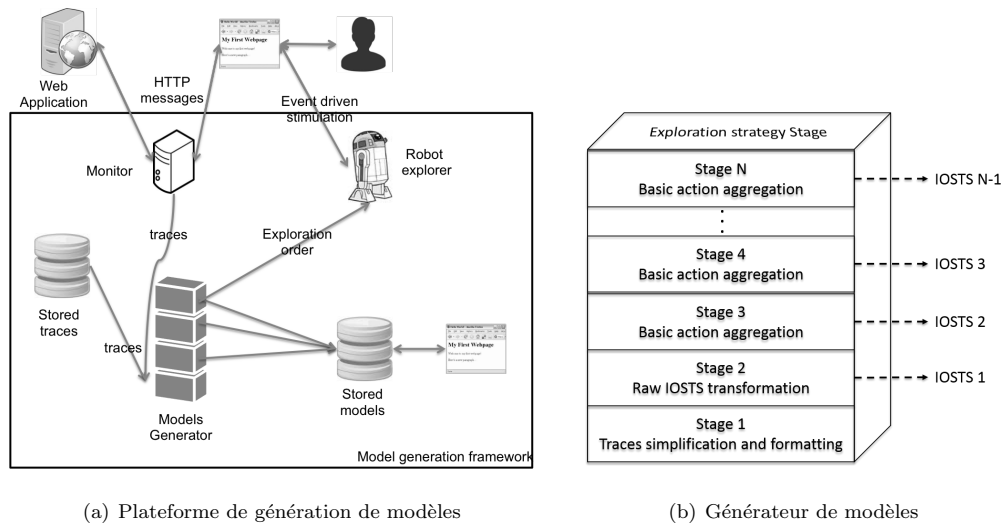 My First Webpage
Web
Application
HTTP
messages
Event driven
stimulation
Monitor
Robot
explorer
traces
Exploration
order
Stored
traces
traces
My First Webpage
Models
Generator
Stored
models
Model generation framework
(a) Plateforme de génération de modèles
Exploration strategy Stage
Stage N
Basic action aggregation
IOSTS N-1
Stage 4
Basic action aggregation
IOSTS 3
Stage 3
Basic action aggregation
IOSTS 2
Stage 2
Raw IOSTS transformation
IOSTS 1
Stage 1
Traces simplification and formatting
(b) Générateur de modèles